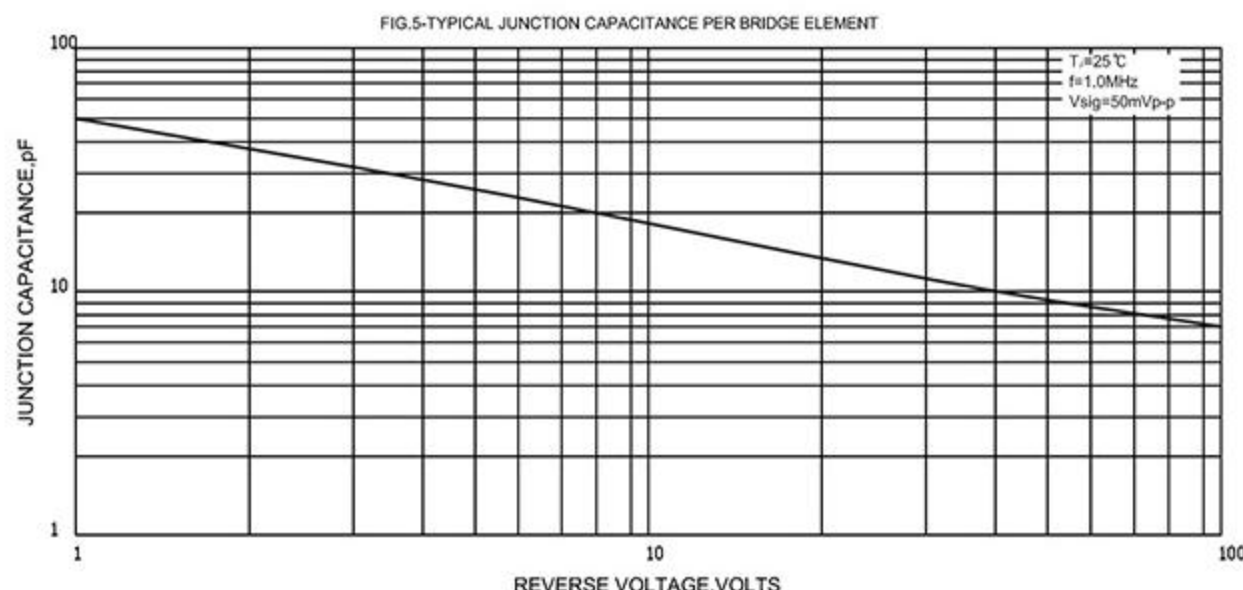 FIG.5-TYPICAL JUNCTION CAPACITANCE PER BRIDGE ELEMENT
100
TJ=25℃
f=1.0MHz
Vsig=50mVp-p
JUNCTION CAPACITANCE,pF
10
1
1
10
100
REVERSE VOLTAGE,VOLTS